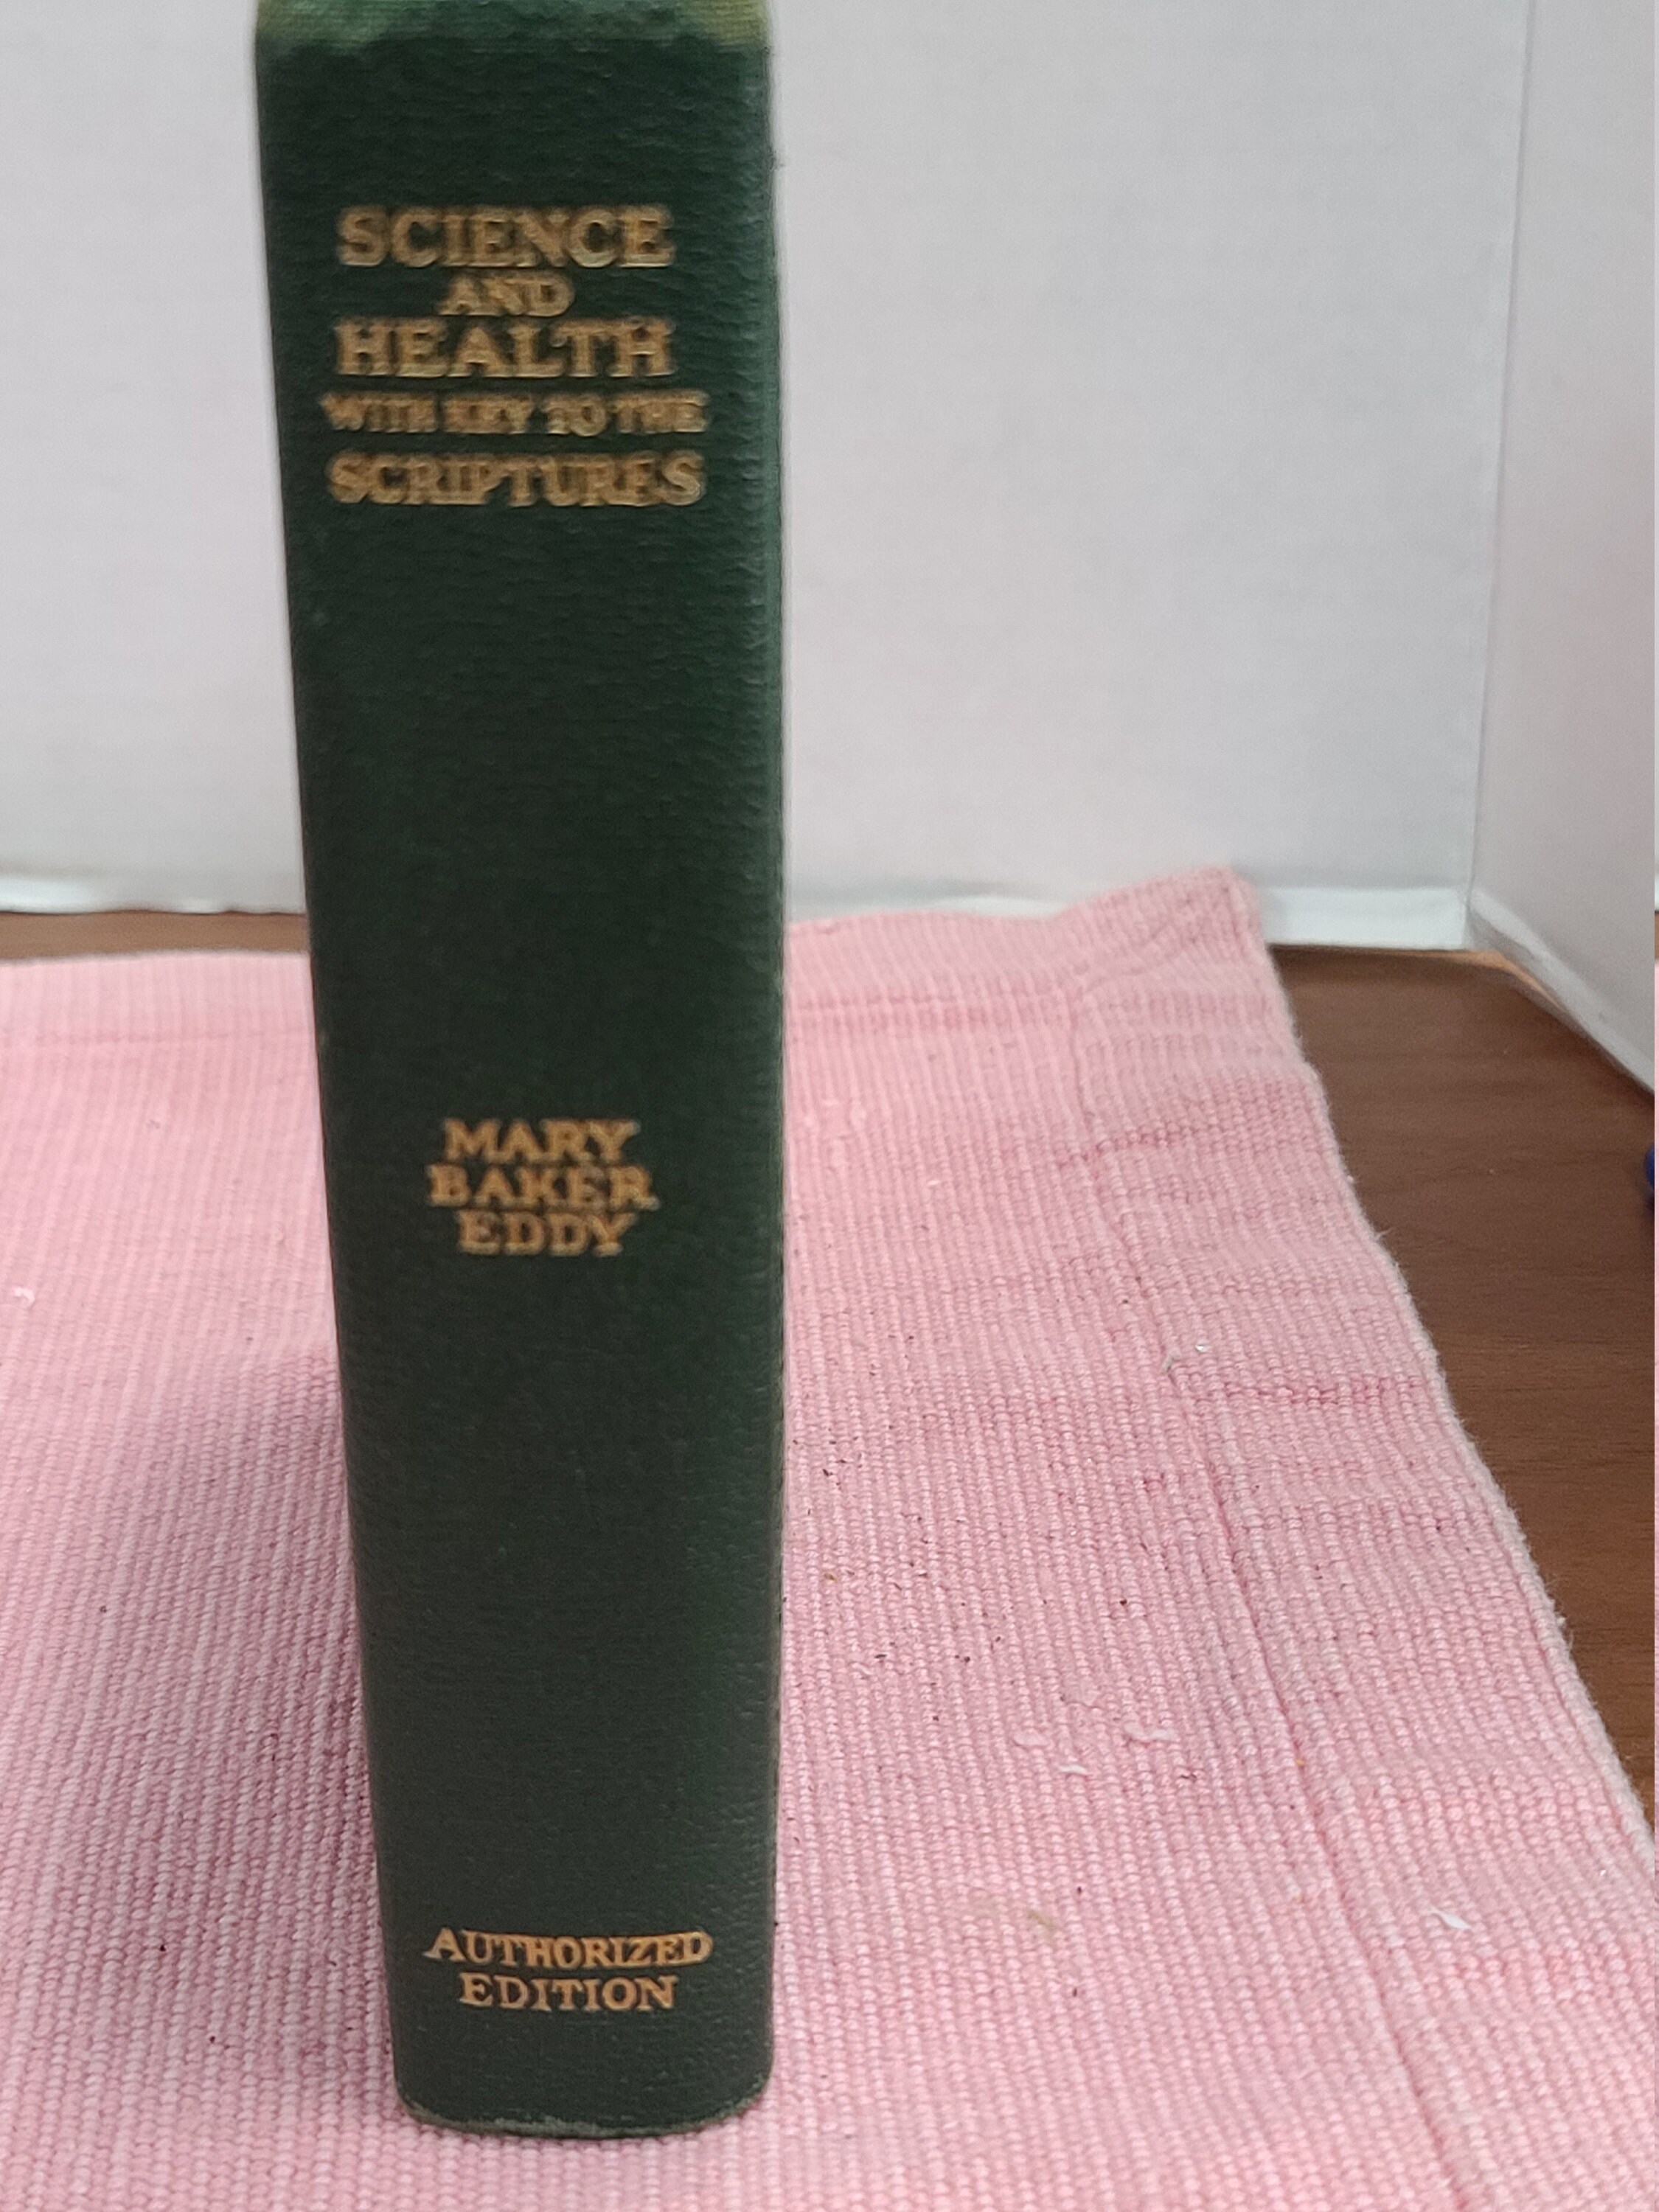 SCIENCE
AND
HEALTH
WITH KEY TO THE
SCRIPTURES
MARY
BAKER
EDDY
AUTHORIZED
EDITION